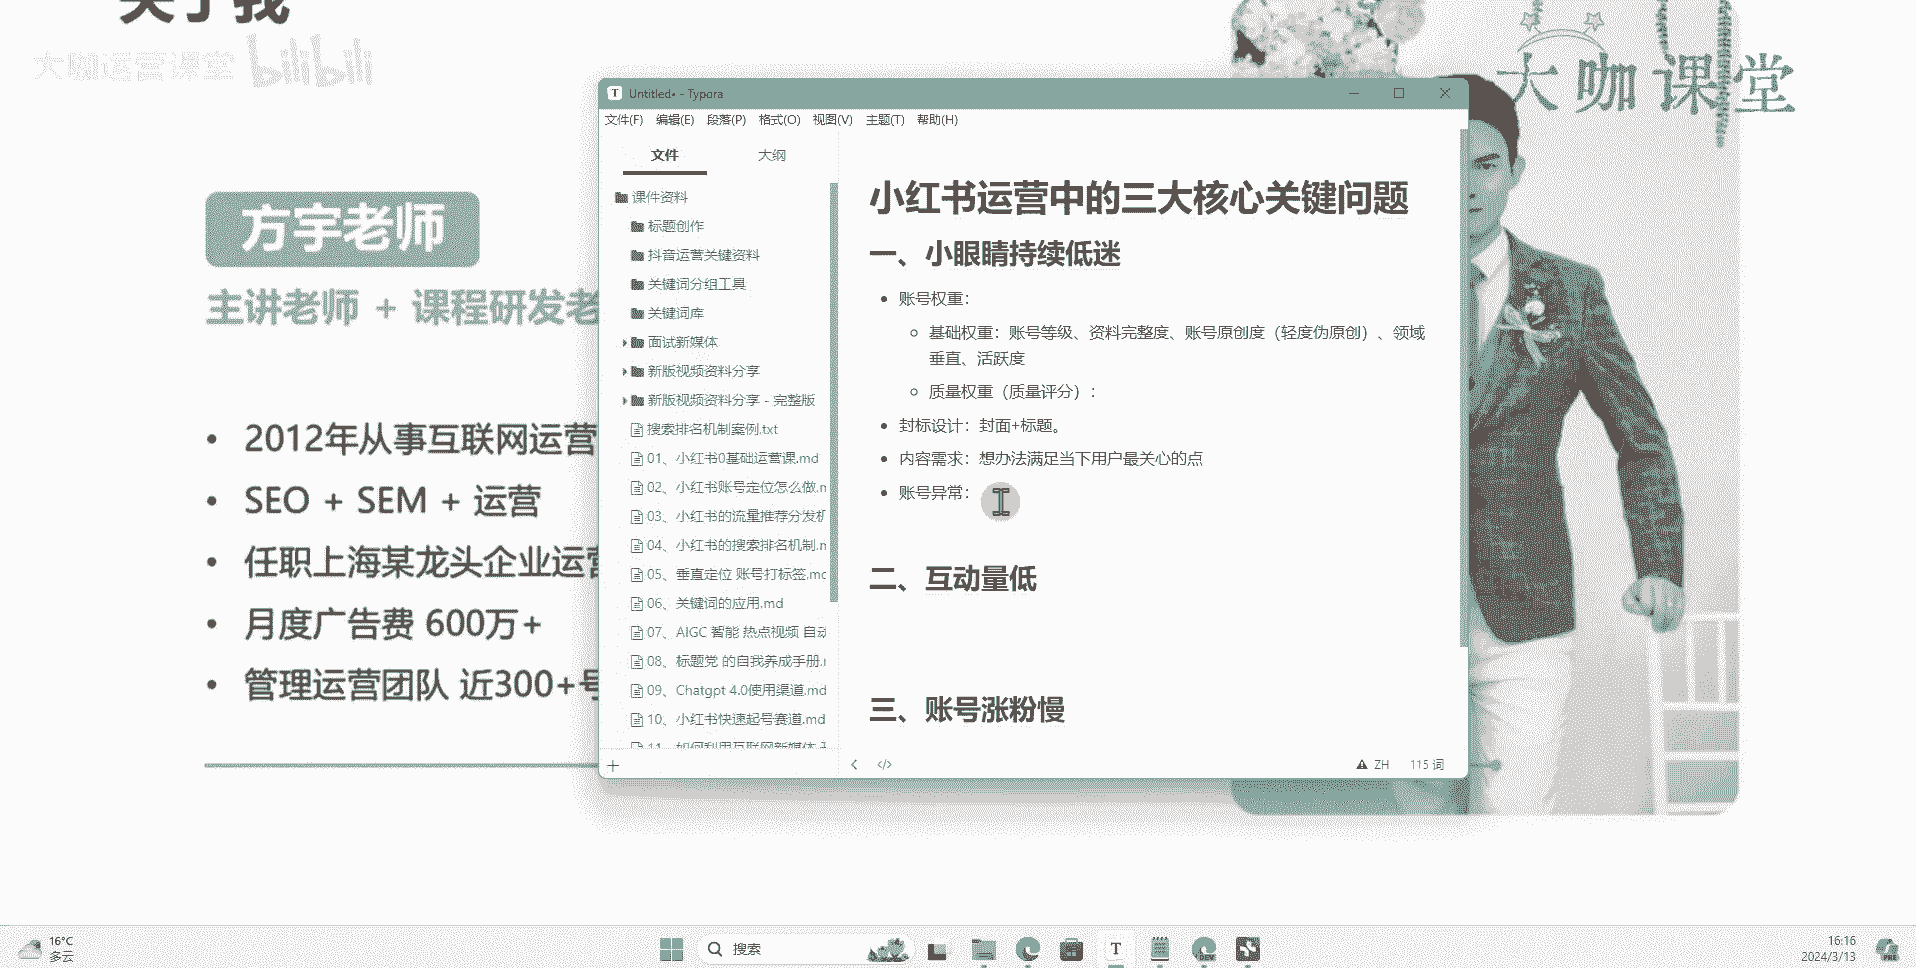 关于我
大咖运营课堂 bilibili
大咖课堂
方宇老师
主讲老师 + 课程研发老
2012年从事互联网运营
SEO + SEM + 运营
任职上海某龙头企业运营
月度广告费 600万+
管理运营团队 近300+号
T Untitled• - Typora
文件(F) 编辑(E) 段落(P) 格式(O) 视图(V) 主题(T) 帮助(H)
文件 大纲
课件资料
标题创作
抖音运营关键资料
关键词分组工具
关键词库
面试新媒体
新版视频资料分享
新版视频资料分享 - 完整版
搜索排名机制案例.txt
01、小红书0基础运营课.md
02、小红书账号定位怎么做.m
03、小红书的流量推荐分发机
04、小红书的搜索排名机制.m
05、垂直定位 账号打标签.md
06、关键词的应用.md
07、AIGC 智能 热点视频 自动
08、标题党 的自我养成手册.m
09、Chatgpt 4.0使用渠道.md
10、小红书快速起号赛道.md
11、如何利用互联网新媒体
小红书运营中的三大核心关键问题
一、小眼睛持续低迷
账号权重：
基础权重：账号等级、资料完整度、账号原创度（轻度伪原创）、领域
垂直、活跃度
质量权重（质量评分）：
封标设计：封面+标题。
内容需求：想办法满足当下用户最关心的点
账号异常：
二、互动量低
三、账号涨粉慢
ZH 115 词
16°C
多云
搜索
T
DEV
16:16
2024/3/13
PRE